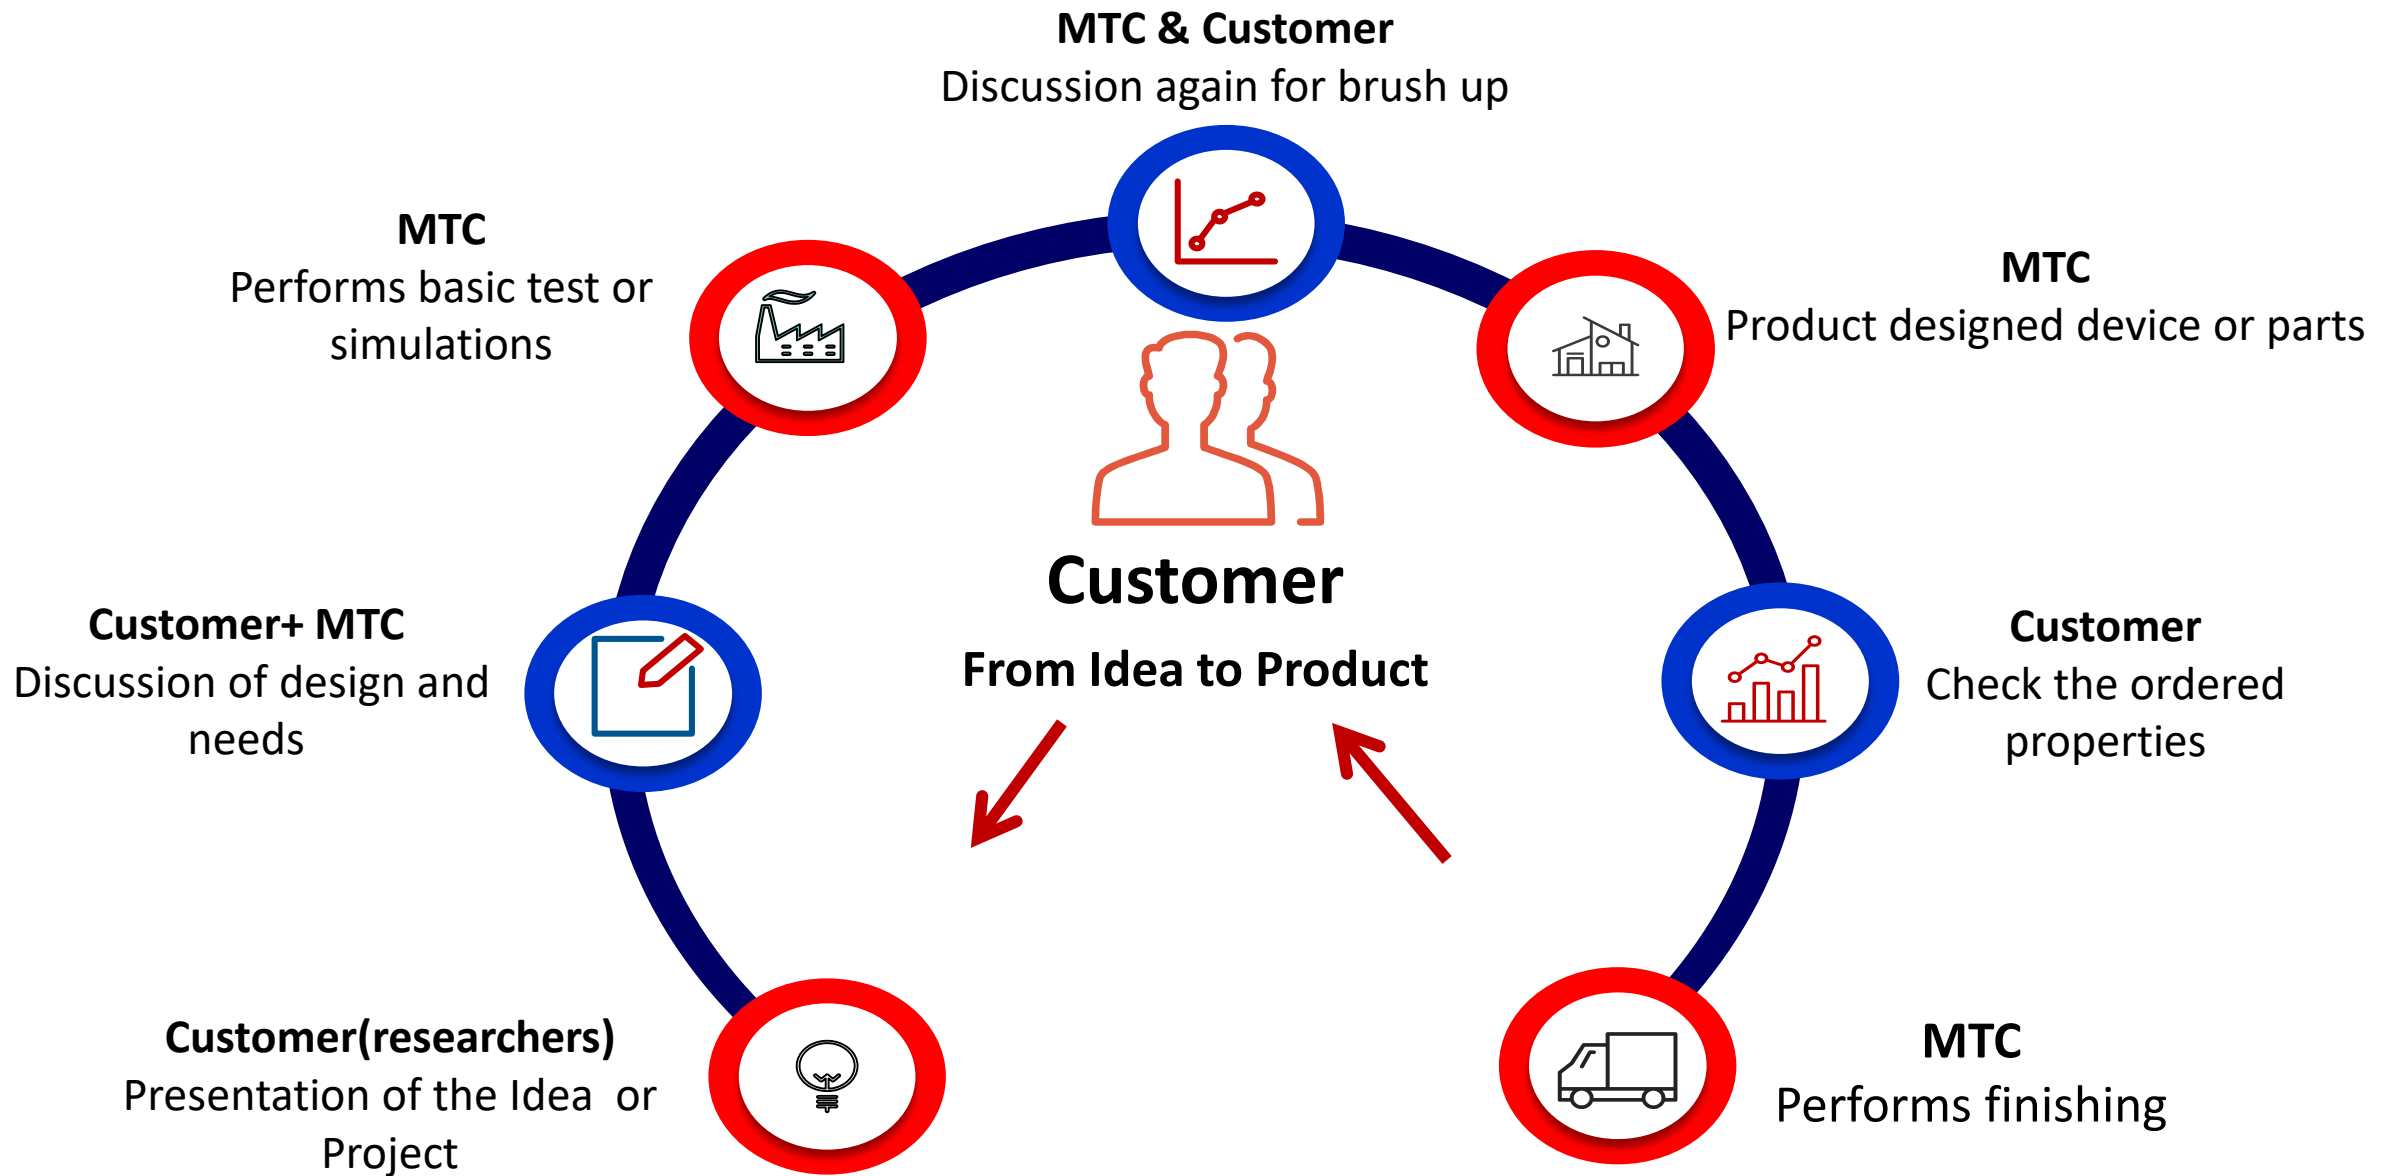 MTC & Customer
Discussion again for brush up
MTC
Performs basic test or
simulations
MTC
Product designed device or parts
Customer
From Idea to Product
Customer+ MTC
Discussion of design and
needs
Customer
Check the ordered
properties
Customer(researchers)
Presentation of the Idea  or
Project
MTC
Performs finishing